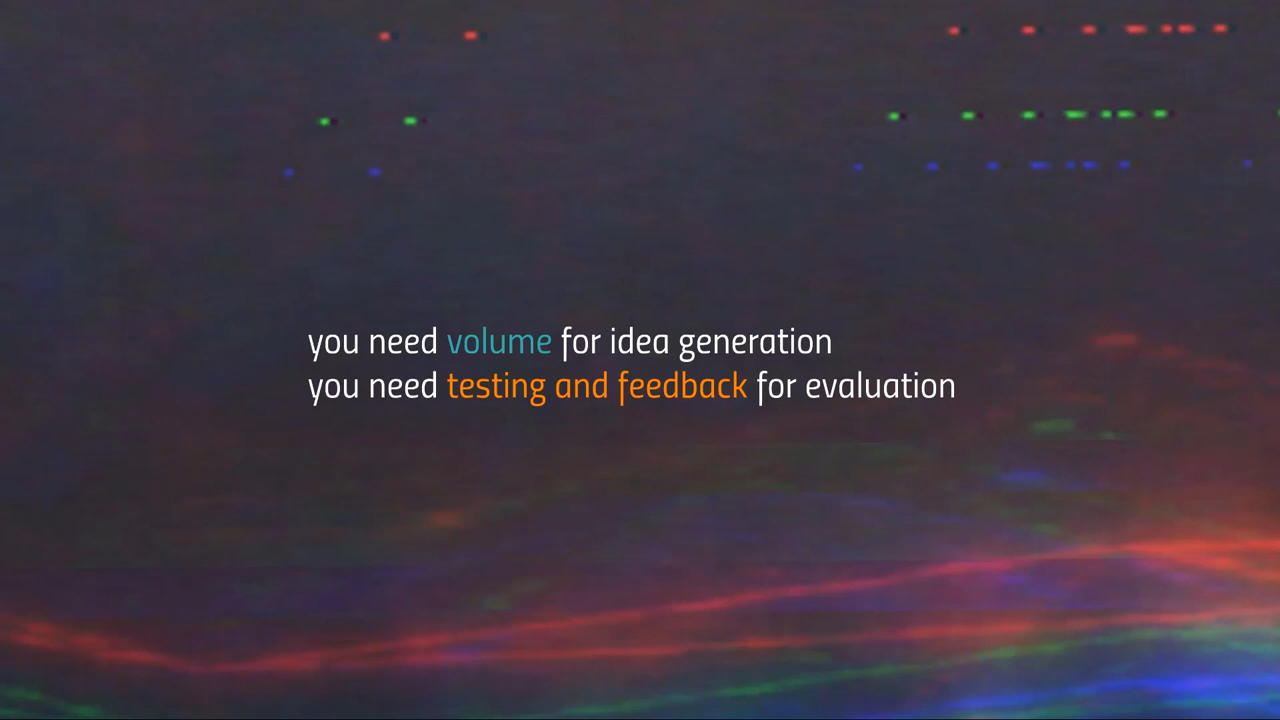 you need volume for idea generation
you need testing and feedback for evaluation